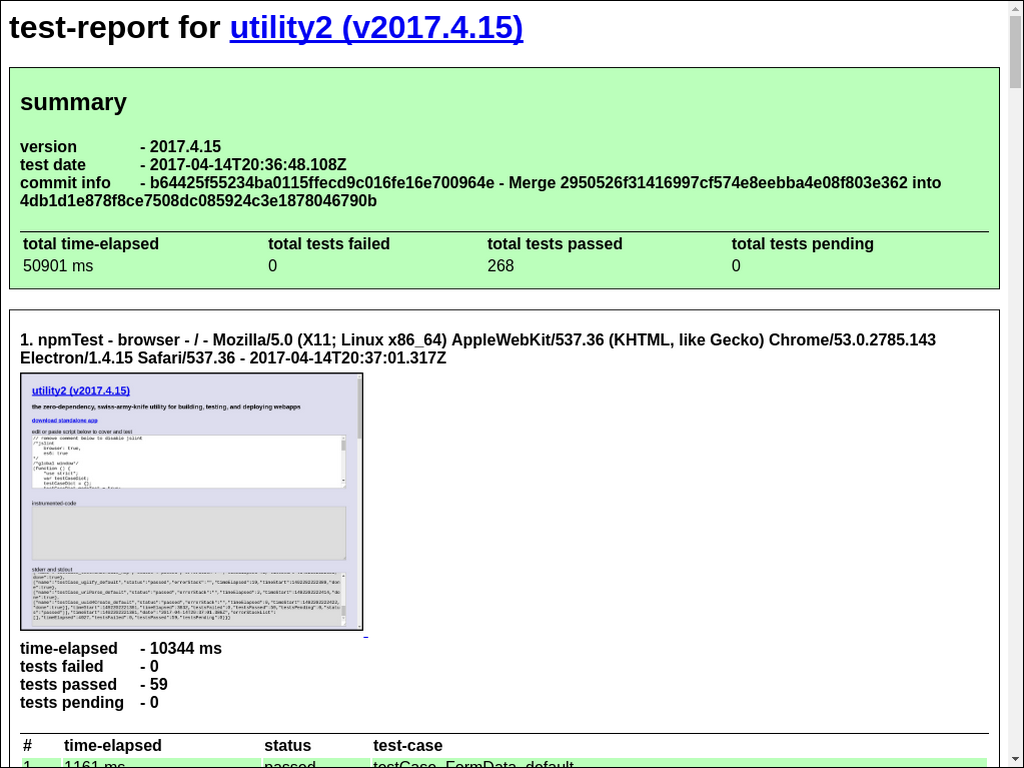 test-report for utility2 (v2017.4.15)
summary
version - 2017.4.15
test date - 2017-04-14T20:36:48.108Z
commit info - b64425f55234ba0115ffecd9c016fe16e700964e - Merge 2950526f31416997cf574e8eebba4e08f803e362 into
4db1d1e878f8ce7508dc085924c3e1878046790b
total time-elapsed total tests failed total tests passed total tests pending
50901 ms 0 268 0
1. npmTest - browser - / - Mozilla/5.0 (X11; Linux x86_64) AppleWebKit/537.36 (KHTML, like Gecko) Chrome/53.0.2785.143
Electron/1.4.15 Safari/537.36 - 2017-04-14T20:37:01.317Z
utility2 (v2017.4.15)
the zero-dependency, swiss-army-knife utility for building, testing, and deploying webapps
download standalone app
edit or paste script below to cover and test
// remove comment below to disable jslint
/*jslint
browser: true,
es6: true
*/
/*global window*/
(function () {
"use strict";
var testCaseDict;
testCaseDict = {};
instrumented-code
stderr and stdout
time-elapsed - 10344 ms
tests failed - 0
tests passed - 59
tests pending - 0
# time-elapsed status test-case
1 1161 ms passed testCase_FormData_default